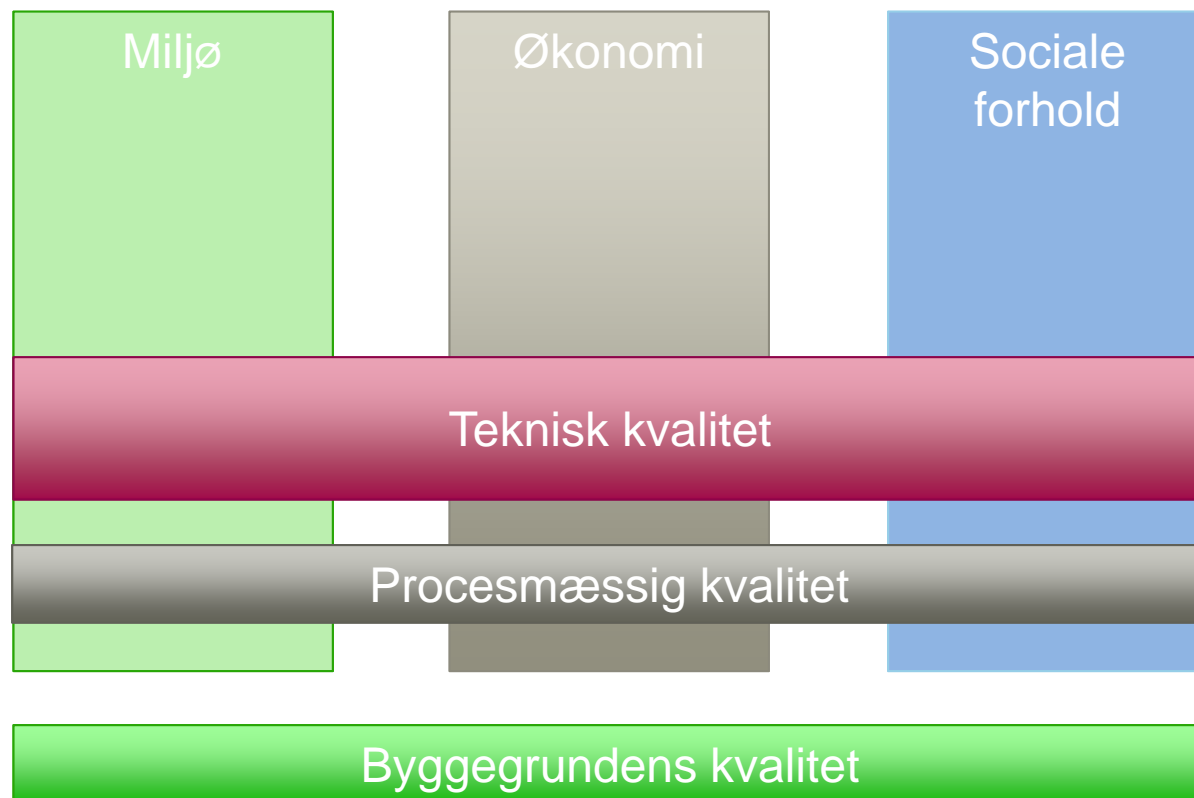 Miljø
Økonomi
Sociale
forhold
Teknisk kvalitet
Procesmæssig kvalitet
Byggegrundens kvalitet